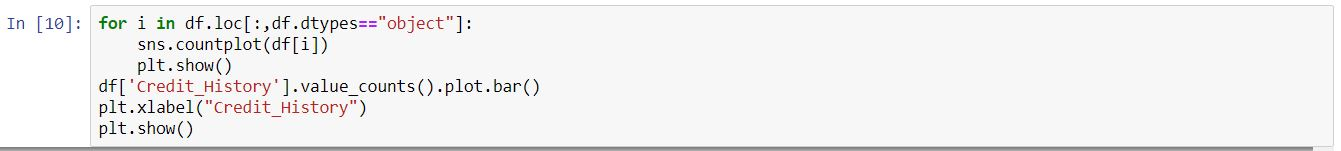 In [10]: for i in df.loc[:,df.dtypes=="object"]:
    sns.countplot(df[i])
    plt.show()
df['Credit_History'].value_counts().plot.bar()
plt.xlabel("Credit_History")
plt.show()